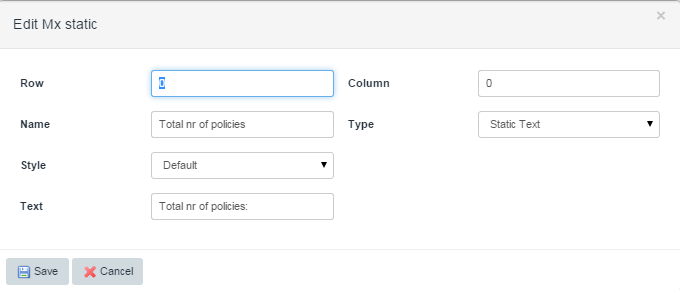 Edit Mx static
×
Row 0 Column 0
Name Total nr of policies Type Static Text
Style Default
Text Total nr of policies:
Save Cancel